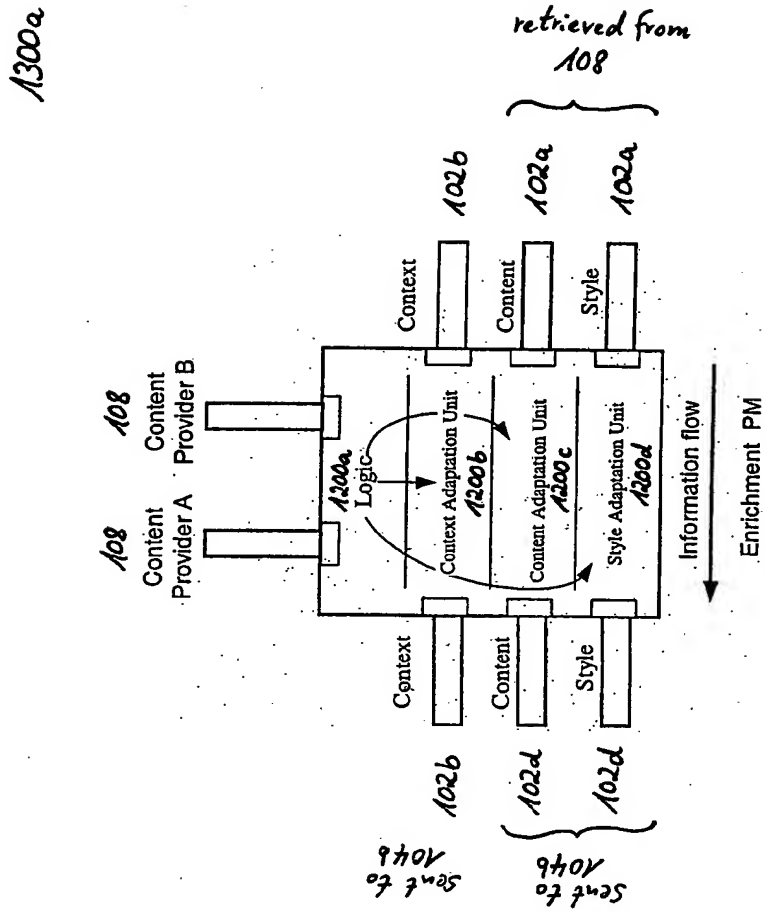 1300a
retrieved from
108
108
Content
Provider A
108
Content
Provider B
1200a
Logic
Context
102b
Content
102a
Style
102a
Context Adaptation Unit
1200b
Content Adaptation Unit
1200c
Style Adaptation Unit
1200d
Context
102b
Content
102d
Style
102d
sent to
104b
sent to
104b
Information flow
Enrichment PM